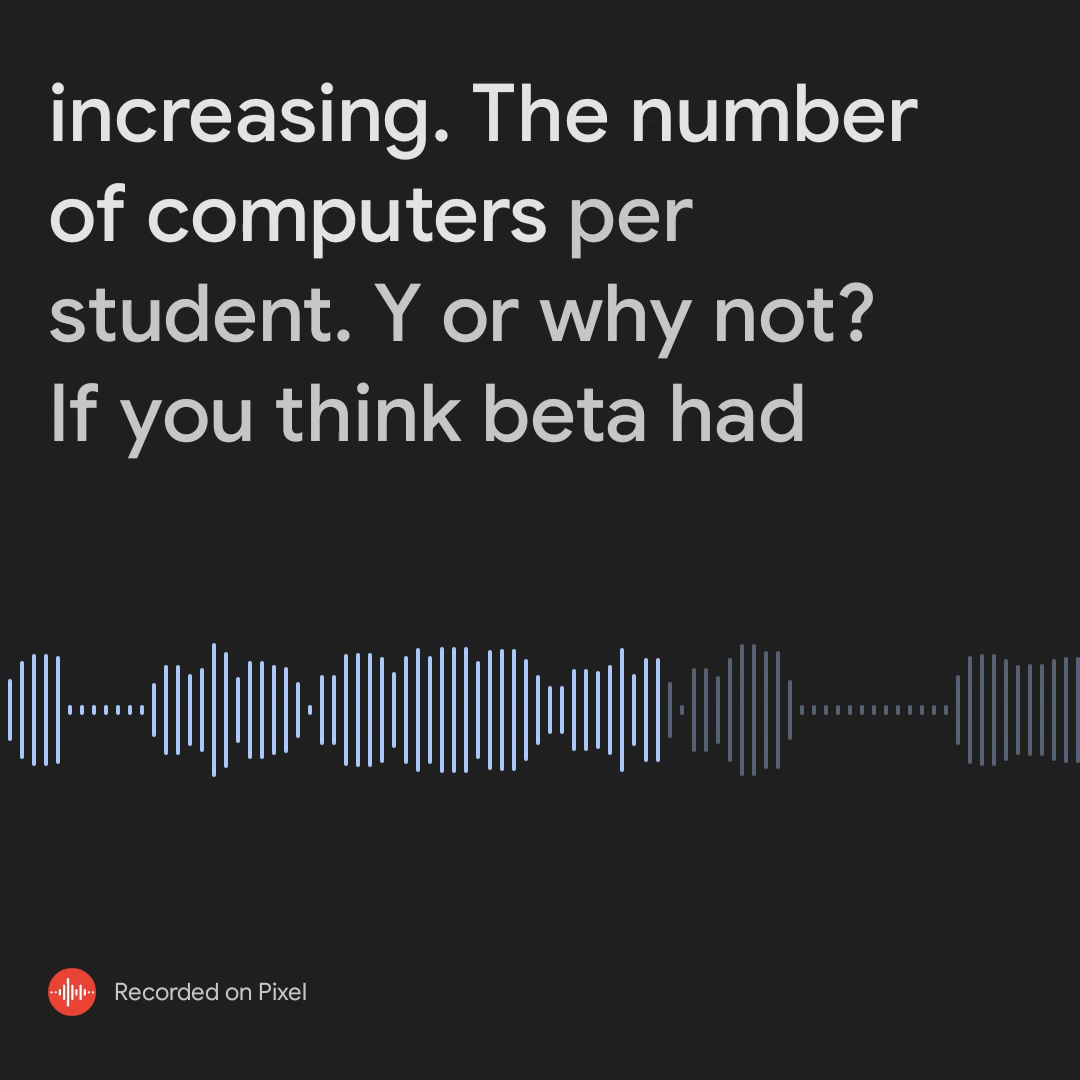 increasing. The number
of computers per
student. Y or why not?
If you think beta had
Recorded on Pixel